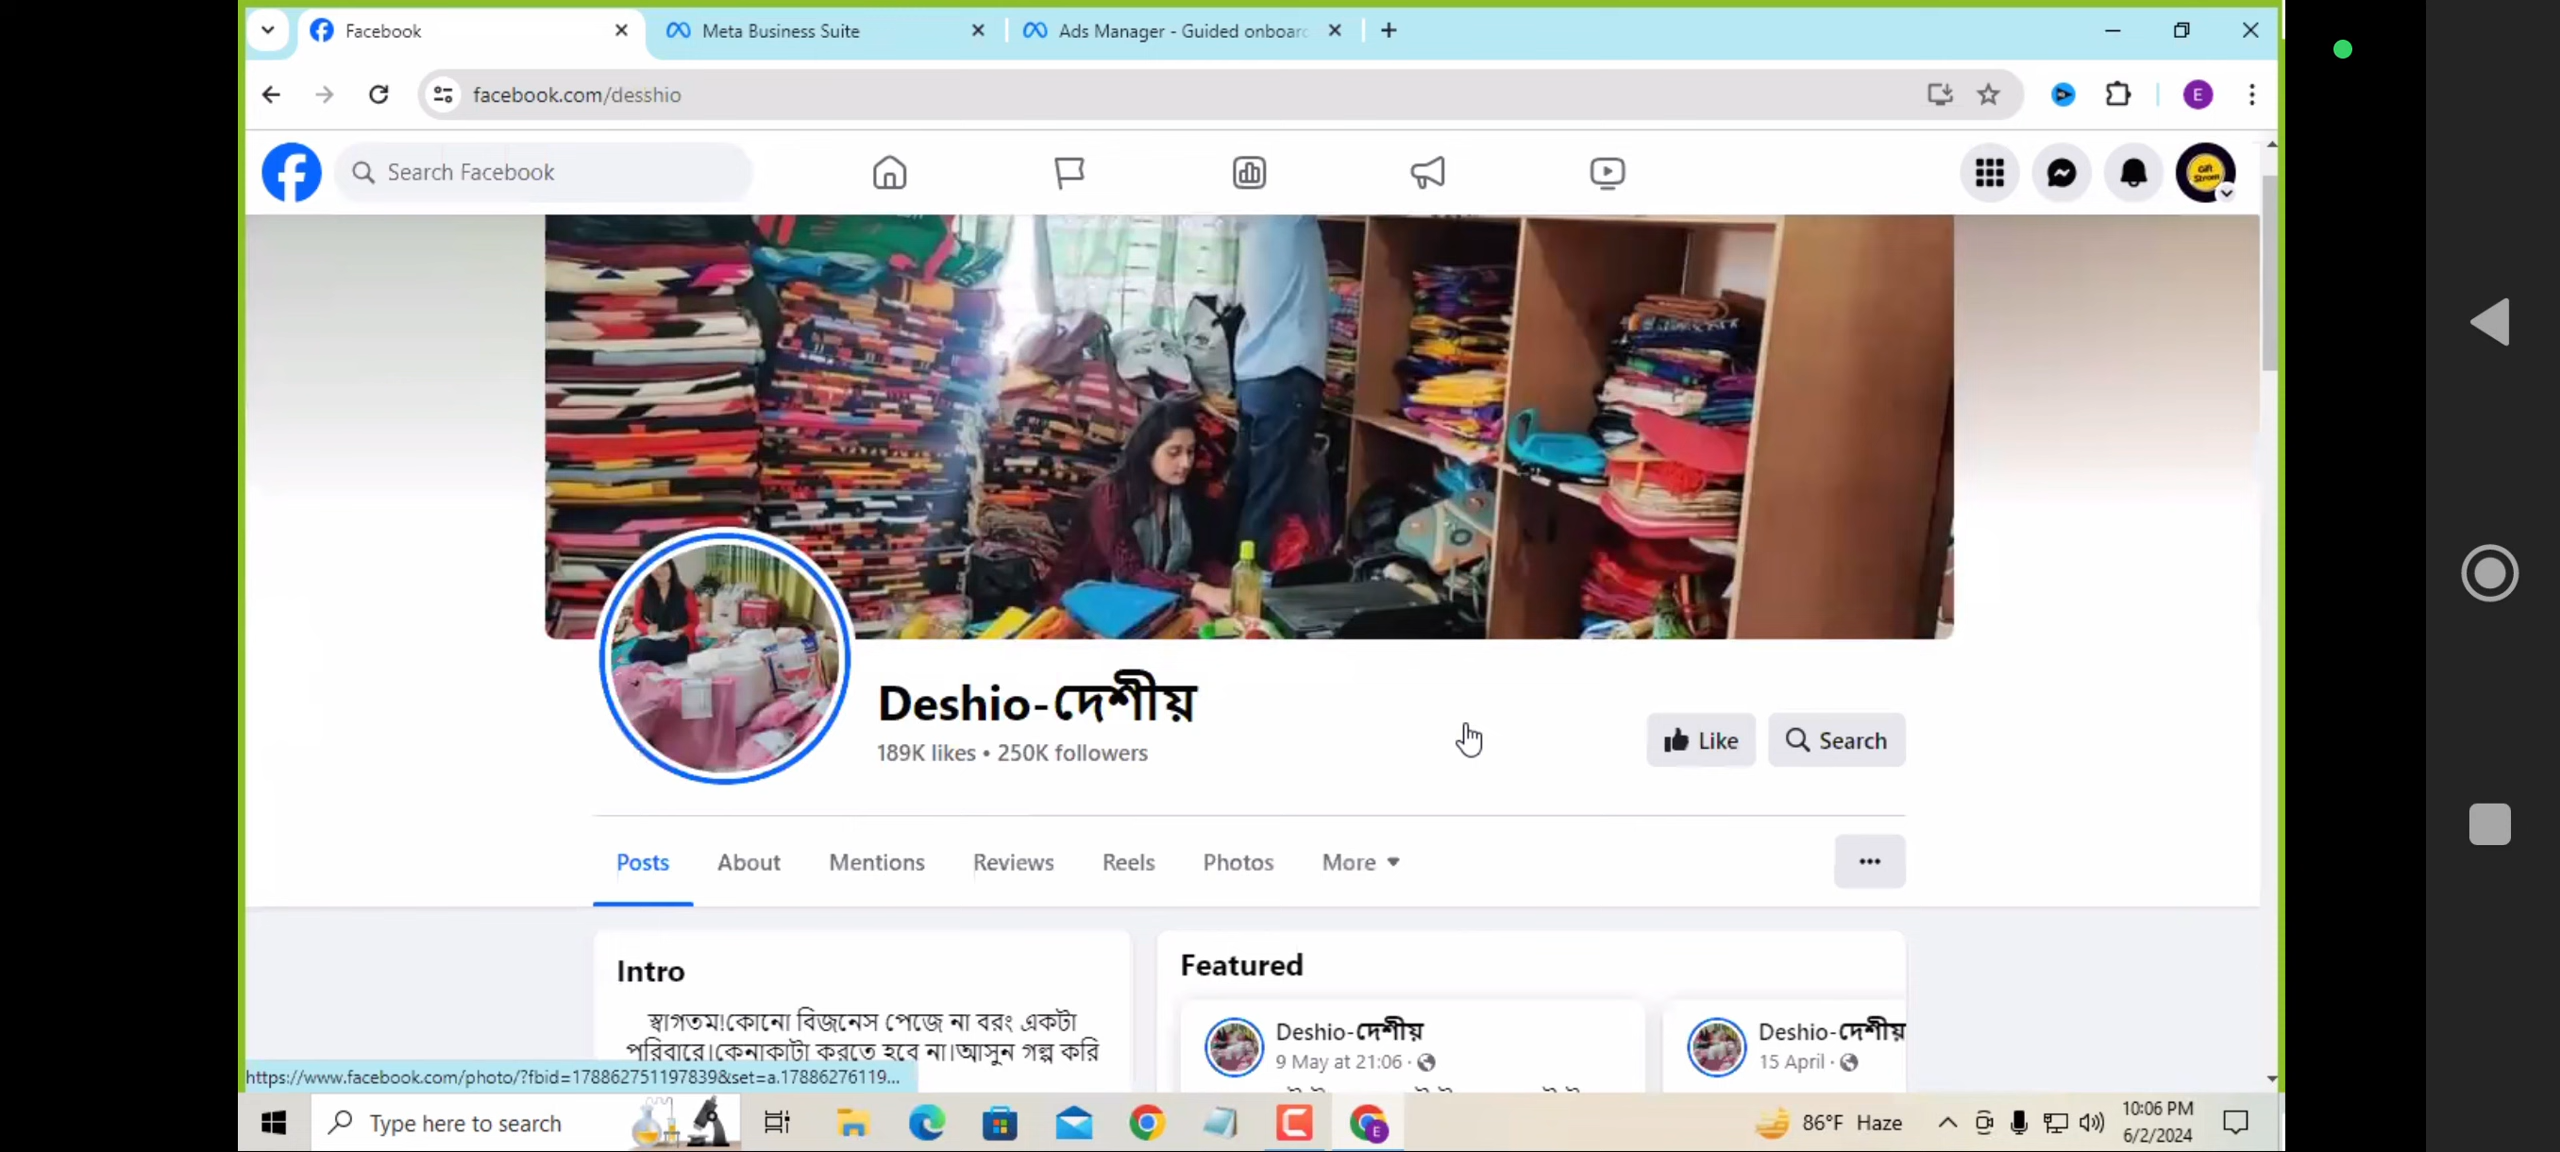 Facebook
Meta Business Suite
Ads Manager - Guided onboar
facebook.com/desshio
E
Search Facebook
Gift
Deshio-দেশীয়
189K likes • 250K followers
Like
Search
Posts
About
Mentions
Reviews
Reels
Photos
More
Intro
স্বাগতম!কোনো বিজনেস পেজে না বরং একটা
পরিবারে।কেনাকাটা করতে হবে না।আসুন গল্প করি
Featured
Deshio-দেশীয়
9 May at 21:06
Deshio-দেশীয়
15 April
https://www.facebook.com/photo/?fbid=178862751197839&set=a.17886276119...
Type here to search
E
86°F Haze
10:06 PM
6/2/2024